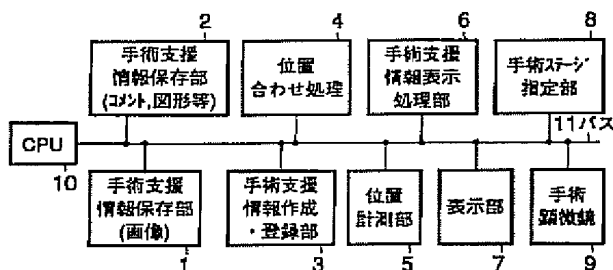 2
4
6
8
手術支援
情報保存部
(コメント,図形等)
位置
合わせ処理
手術支援
情報表示
処理部
手術ステージ
指定部
CPU
11バス
10
手術支援
情報保存部
(画像)
手術支援
情報作成
・登録部
位置
計測部
表示部
手術
顕微鏡
1
3
5
7
9